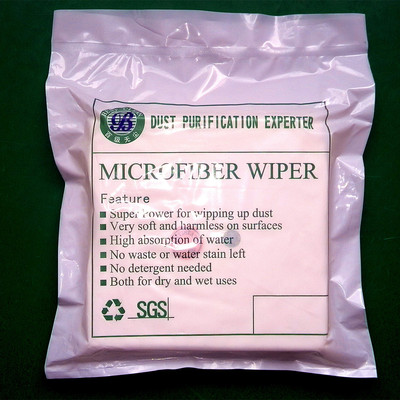 DUST PURIFICATION EXPERTER
MICROFIBER WIPER
Feature
Super power for wipping up dust
Very soft and harmless on surfaces
High absorption of water
No waste or water stain left
No detergent needed
Both for dry and wet uses
SGS